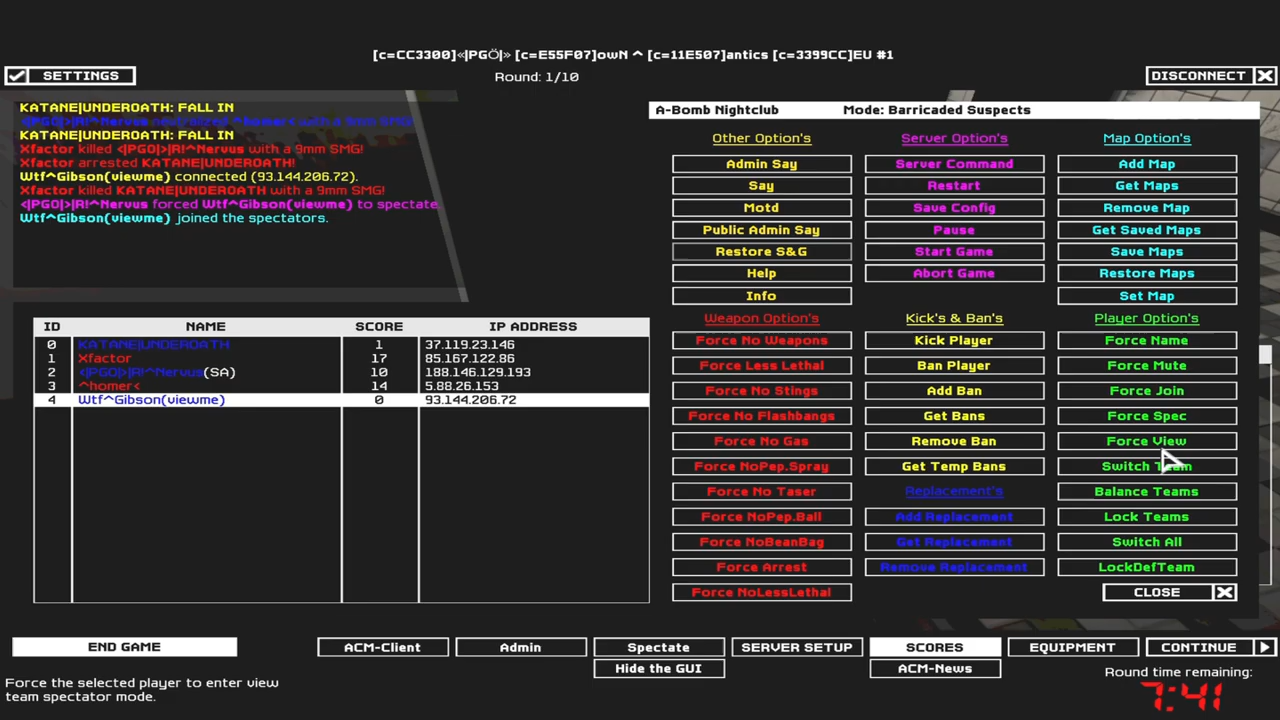 [c=CC3300]«|PGÖ|» [c=E55F07]owN ^ [c=11E507]antics [c=3399CC]EU #1
SETTINGS
Round: 1/10
DISCONNECT
KATANE|UNDEROATH: FALL IN
<|PGO|>|R!^Nervus neutralized ^homer< with a 9mm SMG!
KATANE|UNDEROATH: FALL IN
Xfactor killed <|PGO|>|R!^Nervus with a 9mm SMG!
Xfactor arrested KATANE|UNDEROATH!
Wtf^Gibson(viewme) connected (93.144.206.72).
Xfactor killed KATANE|UNDEROATH with a 9mm SMG!
<|PGO|>|R!^Nervus forced Wtf^Gibson(viewme) to spectate.
Wtf^Gibson(viewme) joined the spectators.
ID NAME SCORE IP ADDRESS
0 KATANE|UNDEROATH 1 37.119.23.146
1 Xfactor 17 85.167.122.86
2 <|PGO|>|R!^Nervus(SA) 10 188.146.129.193
3 ^homer< 14 5.88.26.153
4 Wtf^Gibson(viewme) 0 93.144.206.72
A-Bomb Nightclub Mode: Barricaded Suspects
Other Option's
Admin Say
Say
Motd
Public Admin Say
Restore S&G
Help
Info
Server Option's
Server Command
Restart
Save Config
Pause
Start Game
Abort Game
Map Option's
Add Map
Get Maps
Remove Map
Get Saved Maps
Save Maps
Restore Maps
Set Map
Weapon Option's
Force No Weapons
Force Less Lethal
Force No Stings
Force No Flashbangs
Force No Gas
Force NoPep.Spray
Force No Taser
Force NoPep.Ball
Force NoBeanBag
Force Arrest
Force NoLessLethal
Kick's & Ban's
Kick Player
Ban Player
Add Ban
Get Bans
Remove Ban
Get Temp Bans
Replacement's
Add Replacement
Get Replacement
Remove Replacement
Player Option's
Force Name
Force Mute
Force Join
Force Spec
Force View
Switch Team
Balance Teams
Lock Teams
Switch All
LockDefTeam
CLOSE
END GAME
ACM-Client
Admin
Spectate
SERVER SETUP
SCORES
EQUIPMENT
CONTINUE
Hide the GUI
ACM-News
Force the selected player to enter view
team spectator mode.
Round time remaining:
7:41